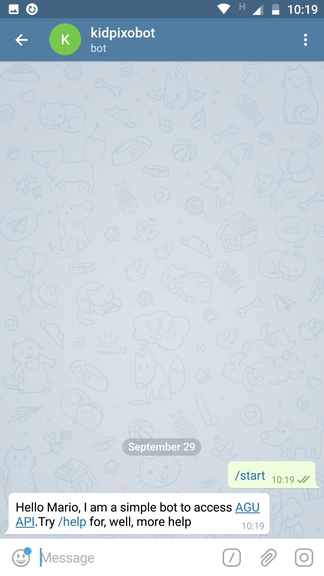 H
10:19
K
kidpixobot
bot
September 29
/start
10:19
Hello Mario, I am a simple bot to access AGU
API.Try /help for, well, more help
10:19
Message